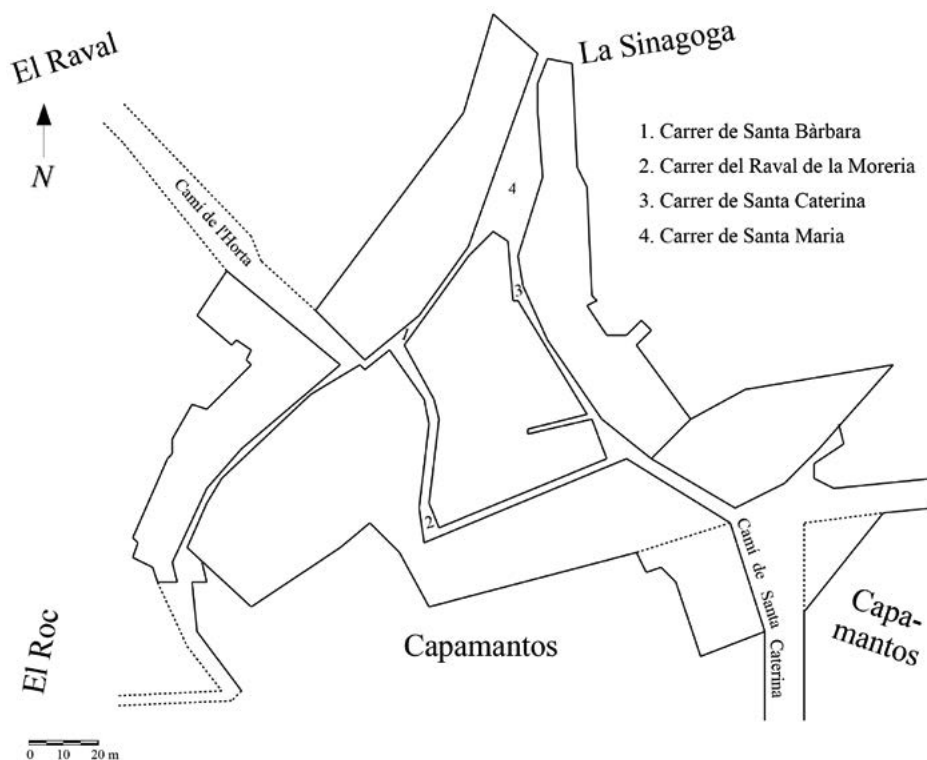 El Raval
La Sinagoga
N
1. Carrer de Santa Bàrbara
2. Carrer del Raval de la Moreria
3. Carrer de Santa Caterina
4. Carrer de Santa Maria
Camí de l'Horta
4
3
1
2
Camí de Santa Caterina
Capa-
mantos
Capamantos
El Roc
0 10 20 m